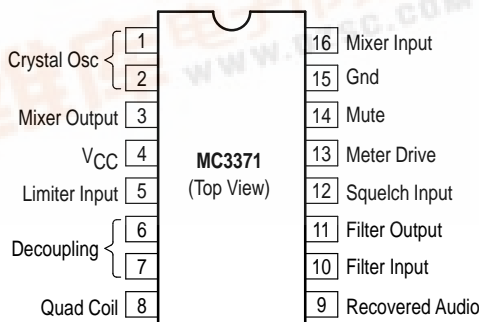 Crystal Osc
1
2
Mixer Output 3
VCC 4
Limiter Input 5
Decoupling
6
7
Quad Coil 8
MC3371
(Top View)
16 Mixer Input
15 Gnd
14 Mute
13 Meter Drive
12 Squelch Input
11 Filter Output
10 Filter Input
9 Recovered Audio